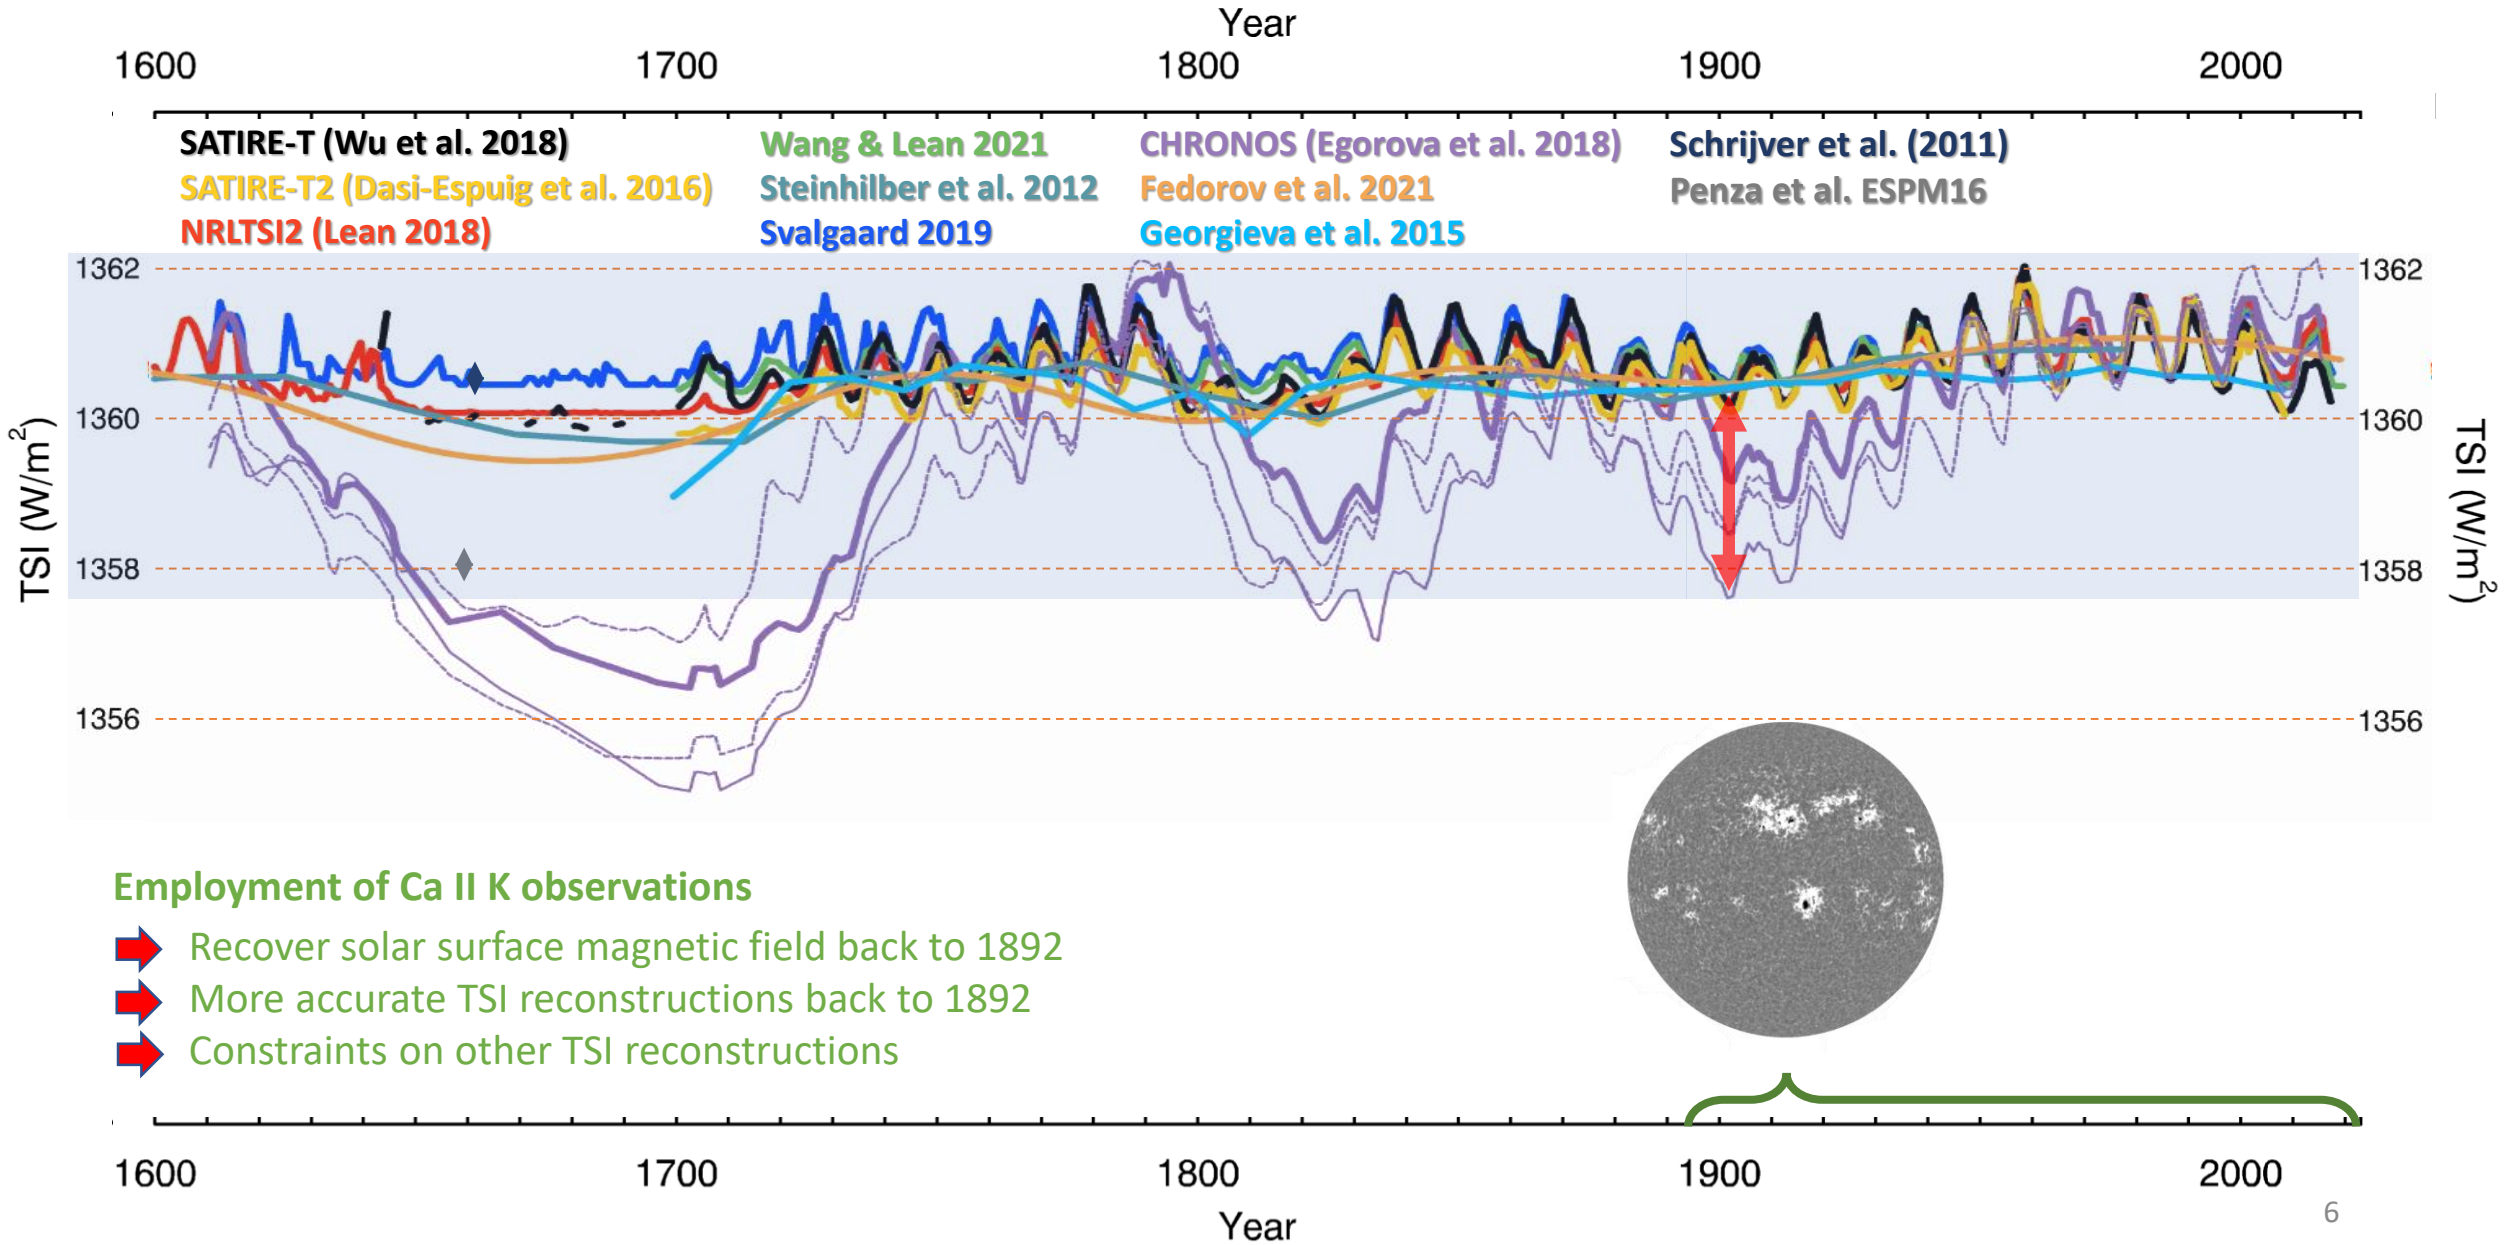 Year
1600 1700 1800 1900 2000
SATIRE-T (Wu et al. 2018) Wang & Lean 2021 CHRONOS (Egorova et al. 2018) Schrijver et al. (2011)
SATIRE-T2 (Dasi-Espuig et al. 2016) Steinhilber et al. 2012 Fedorov et al. 2021 Penza et al. ESPM16
NRLTSI2 (Lean 2018) Svalgaard 2019 Georgieva et al. 2015
1362 1362
1360 1360
1358 1358
1356 1356
TSI (W/m²)
TSI (W/m²)
Employment of Ca II K observations
Recover solar surface magnetic field back to 1892
More accurate TSI reconstructions back to 1892
Constraints on other TSI reconstructions
1600 1700 1800 1900 2000
Year
6